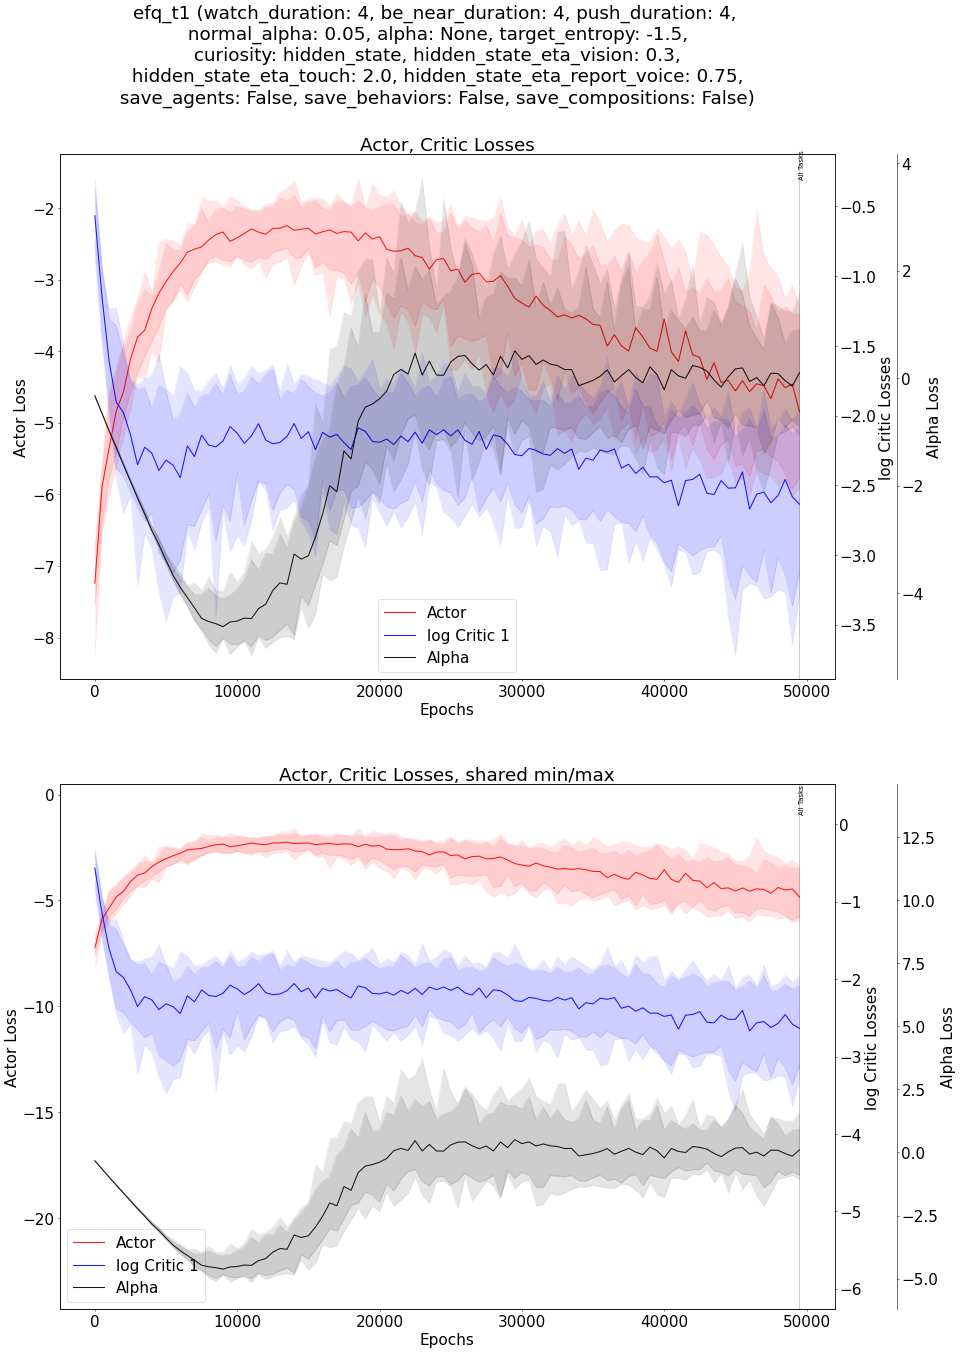 efq_t1 (watch_duration: 4, be_near_duration: 4, push_duration: 4,
normal_alpha: 0.05, alpha: None, target_entropy: -1.5,
curiosity: hidden_state, hidden_state_eta_vision: 0.3,
hidden_state_eta_touch: 2.0, hidden_state_eta_report_voice: 0.75,
save_agents: False, save_behaviors: False, save_compositions: False)
Actor, Critic Losses
All Tasks
−2
−3
−4
−5
−6
−7
−8
Actor Loss
−0.5
−1.0
−1.5
−2.0
−2.5
−3.0
−3.5
log Critic Losses
4
2
0
−2
−4
Alpha Loss
Actor
log Critic 1
Alpha
0 10000 20000 30000 40000 50000
Epochs
Actor, Critic Losses, shared min/max
All Tasks
0
−5
−10
−15
−20
Actor Loss
0
−1
−2
−3
−4
−5
−6
log Critic Losses
12.5
10.0
7.5
5.0
2.5
0.0
−2.5
−5.0
Alpha Loss
Actor
log Critic 1
Alpha
0 10000 20000 30000 40000 50000
Epochs